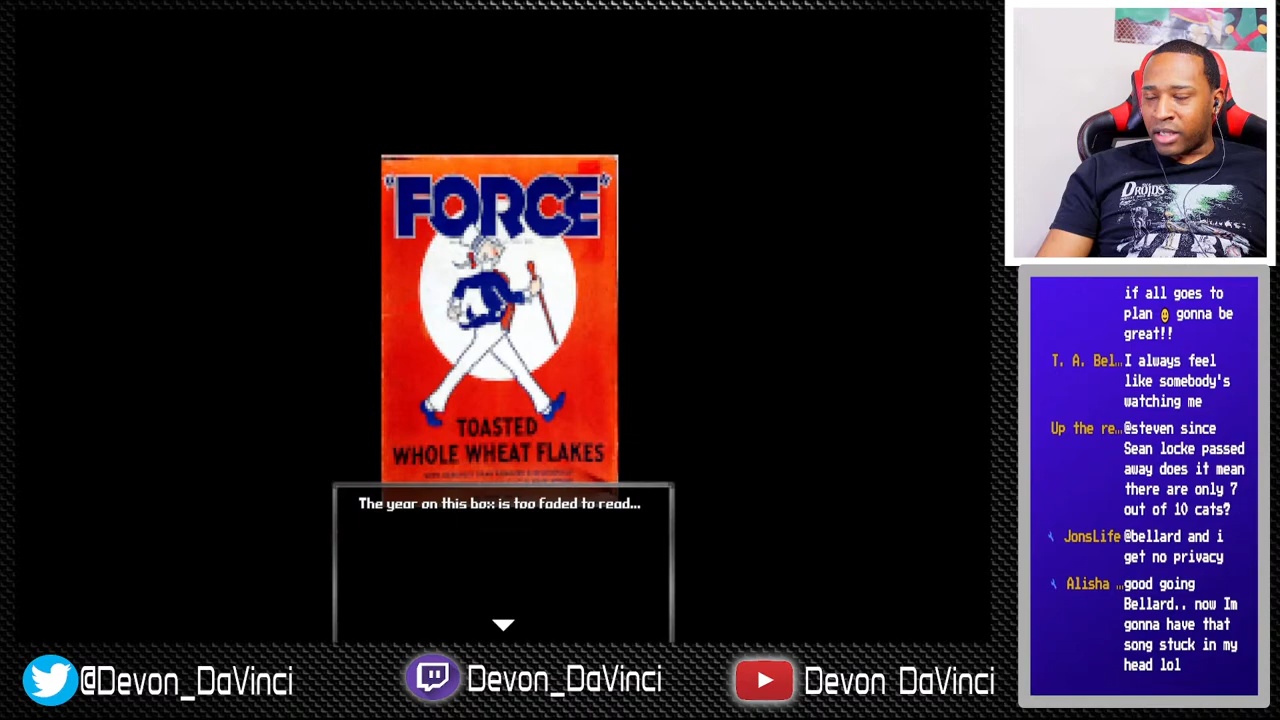 "FORCE"
TOASTED
WHOLE WHEAT FLAKES
The year on this box is too faded to read...
DROIDS
if all goes to
plan gonna be
great!!
T. A. Bel… I always feel
like somebody's
watching me
Up the re… @steven since
Sean locke passed
away does it mean
there are only 7
out of 10 cats?
JonsLife @bellard and i
get no privacy
Alisha … good going
Bellard.. now Im
gonna have that
song stuck in my
head lol
@Devon_DaVinci
Devon_DaVinci
Devon DaVinci